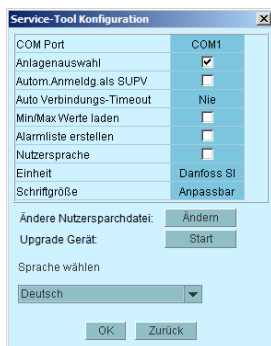 Service-Tool Konfiguration
COM Port COM1
Anlagenauswahl
Autom.Anmeldg.als SUPV
Auto Verbindungs-Timeout Nie
Min/Max Werte laden
Alarmliste erstellen
Nutzersprache
Einheit Danfoss SI
Schriftgröße Anpassbar
Ändere Nutzersparchdatei: Ändern
Upgrade Gerät: Start
Sprache wählen
Deutsch
OK Zurück